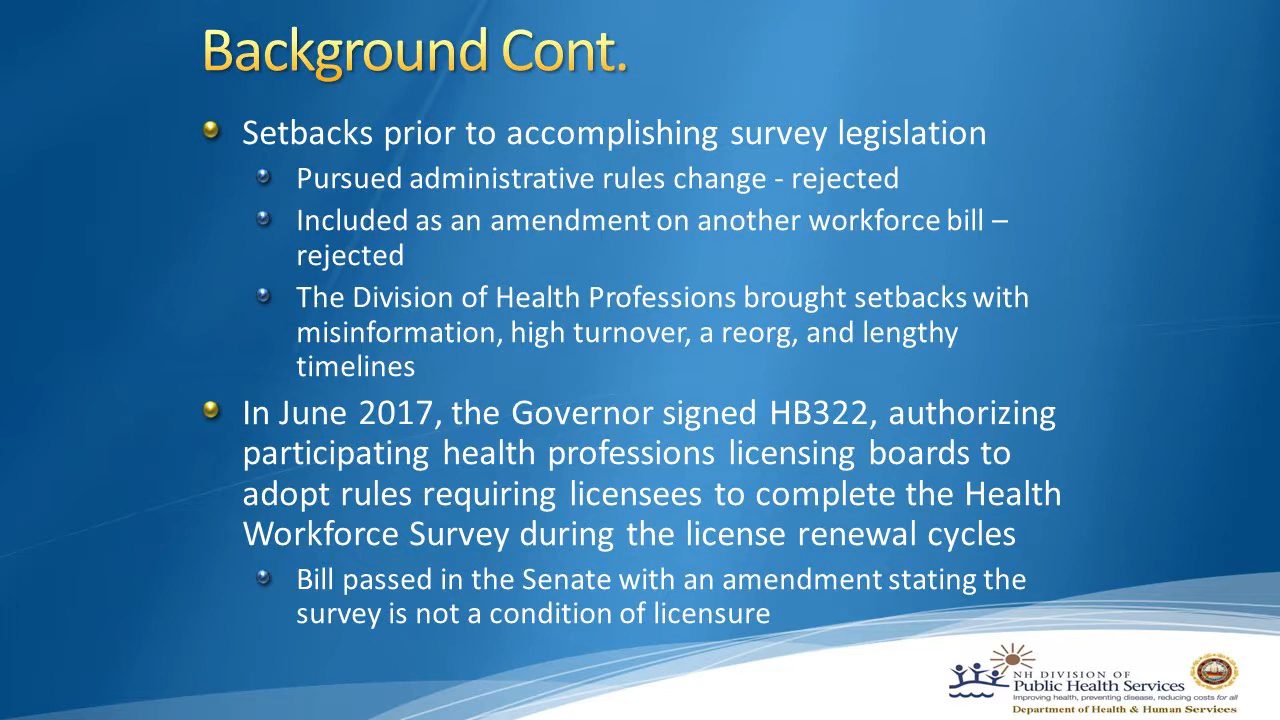 Background Cont.
Setbacks prior to accomplishing survey legislation
Pursued administrative rules change - rejected
Included as an amendment on another workforce bill –
rejected
The Division of Health Professions brought setbacks with
misinformation, high turnover, a reorg, and lengthy
timelines
In June 2017, the Governor signed HB322, authorizing
participating health professions licensing boards to
adopt rules requiring licensees to complete the Health
Workforce Survey during the license renewal cycles
Bill passed in the Senate with an amendment stating the
survey is not a condition of licensure
NH DIVISION OF
Public Health Services
Improving health, preventing disease, reducing costs for all
Department of Health & Human Services